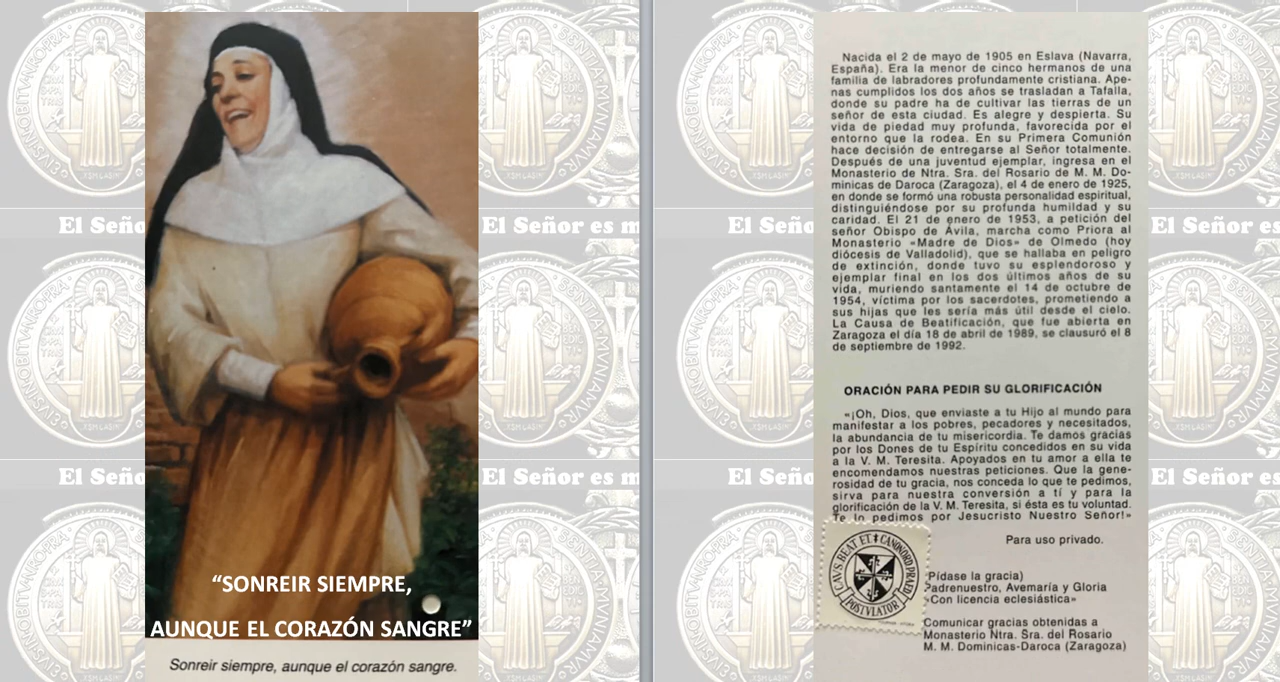 El Seño
El Señor es m
“SONREIR SIEMPRE,
AUNQUE EL CORAZÓN SANGRE”
Sonreir siempre, aunque el corazón sangre.
El Seño
El Señor es m
El Seño
El Señor es
El Seño
El Señor es
Nacida el 2 de mayo de 1905 en Eslava (Navarra,
España). Era la menor de cinco hermanos de una
familia de labradores profundamente cristiana. Ape-
nas cumplidos los dos años se trasladan a Tafalla,
donde su padre ha de cultivar las tierras de un
señor de esta ciudad. Es alegre y despierta. Su
vida de piedad muy profunda, favorecida por el
entorno que la rodea. En su Primera Comunión
hace decisión de entregarse al Señor totalmente.
Después de una juventud ejemplar, ingresa en el
Monasterio de Ntra. Sra. del Rosario de M. M. Do-
minicas de Daroca (Zaragoza), el 4 de enero de 1925,
en donde se formó una robusta personalidad espiritual,
distinguiéndose por su profunda humildad y su
caridad. El 21 de enero de 1953, a petición del
señor Obispo de Ávila, marcha como Priora al
Monasterio «Madre de Dios» de Olmedo (hoy
diócesis de Valladolid), que se hallaba en peligro
de extinción, donde tuvo su esplendoroso y
ejemplar final en los dos últimos años de su
vida, muriendo santamente el 14 de octubre de
1954, víctima por los sacerdotes, prometiendo a
sus hijas que les sería más útil desde el cielo.
La Causa de Beatificación, que fue abierta en
Zaragoza el día 18 de abril de 1989, se clausuró el 8
de septiembre de 1992.
ORACIÓN PARA PEDIR SU GLORIFICACIÓN
«¡Oh, Dios, que enviaste a tu Hijo al mundo para
manifestar a los pobres, pecadores y necesitados,
la abundancia de tu misericordia. Te damos gracias
por los Dones de tu Espíritu concedidos en su vida
a la V. M. Teresita. Apoyados en tu amor a ella te
encomendamos nuestras peticiones. Que la gene-
rosidad de tu gracia, nos conceda lo que te pedimos,
sirva para nuestra conversión a tí y para la
glorificación de la V. M. Teresita, si ésta es tu voluntad.
Te lo pedimos por Jesucristo Nuestro Señor!»
Para uso privado.
Pídase la gracia)
Padrenuestro, Avemaría y Gloria
«Con licencia eclesiástica»
Comunicar gracias obtenidas a
Monasterio Ntra. Sra. del Rosario
M. M. Dominicas-Daroca (Zaragoza)
POSTVLATOR